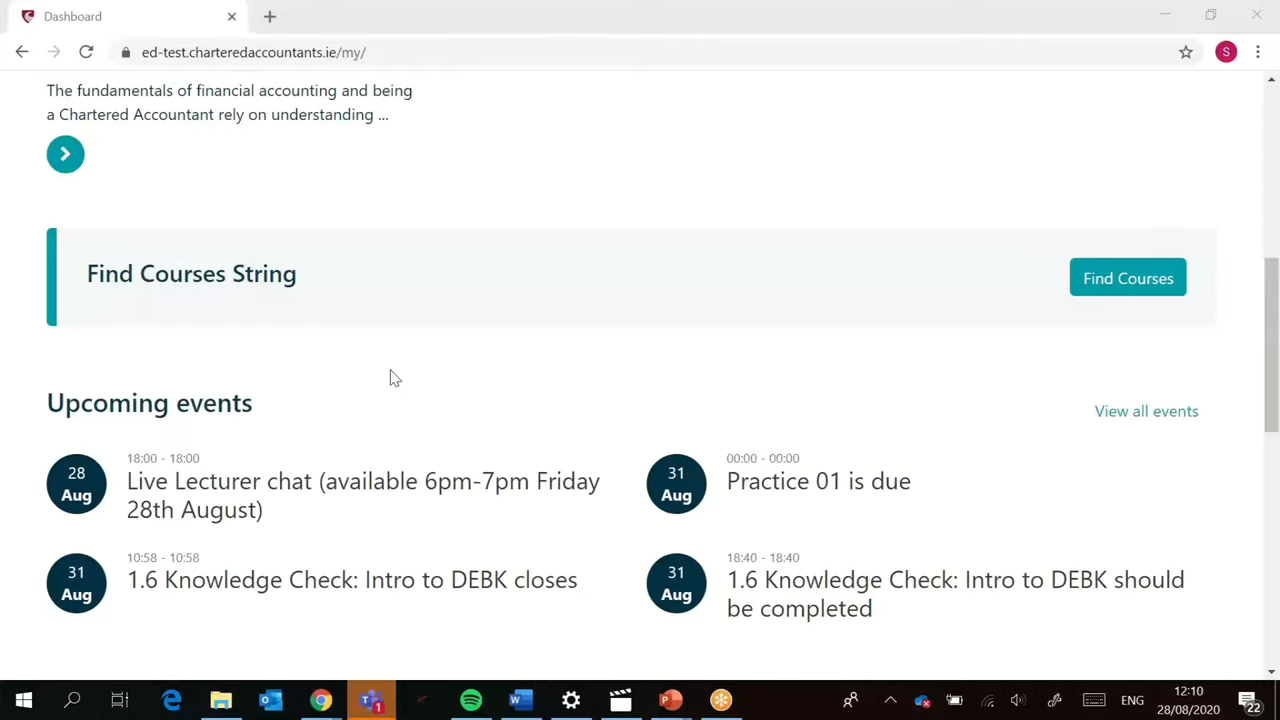 Dashboard
ed-test.charteredaccountants.ie/my/
S
The fundamentals of financial accounting and being
a Chartered Accountant rely on understanding ...
Find Courses String
Find Courses
Upcoming events
View all events
28
Aug
18:00 - 18:00
Live Lecturer chat (available 6pm-7pm Friday
28th August)
31
Aug
00:00 - 00:00
Practice 01 is due
31
Aug
10:58 - 10:58
1.6 Knowledge Check: Intro to DEBK closes
31
Aug
18:40 - 18:40
1.6 Knowledge Check: Intro to DEBK should
be completed
1
ENG
12:10
28/08/2020
22